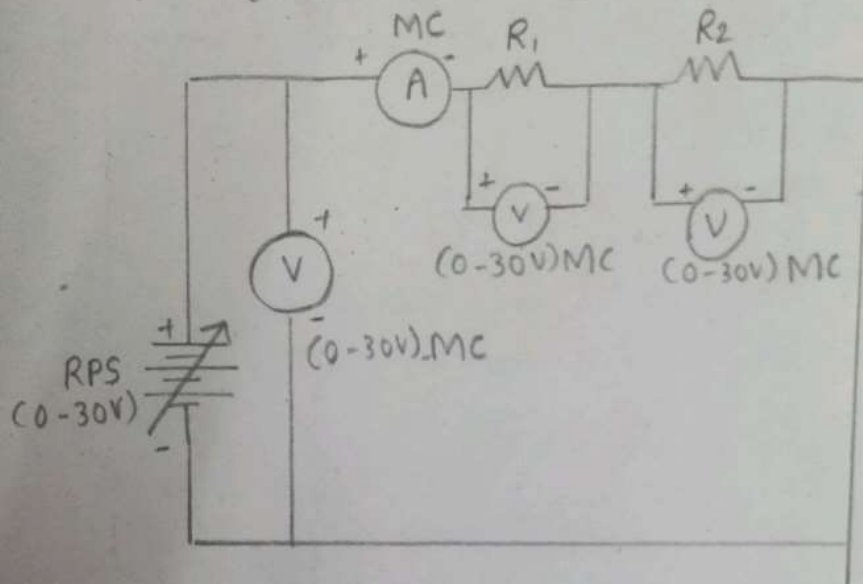 MC
+ A -
R1
R2
+ V -
(0-30V)MC
+ V -
(0-30V)MC
+
V
-
(0-30V)-MC
+
RPS
(0-30V)
-